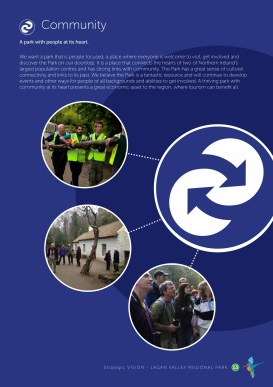 Community
A park with people at its heart.
We want a park that is people focused, a place where everyone is welcome to visit, get involved and
discover the Park on our doorstep. It is a place that connects the hearts of two of Northern Ireland's
largest population centres and has strong links with community. The Park has a great sense of cultural
connectivity and links to its past. We believe the Park is a fantastic resource and will continue to develop
events and other ways for people of all backgrounds and abilities to get involved. A thriving park with
community at its heart presents a great economic asset to the region, where tourism can benefit all.
Strategic VISION - LAGAN VALLEY REGIONAL PARK 13